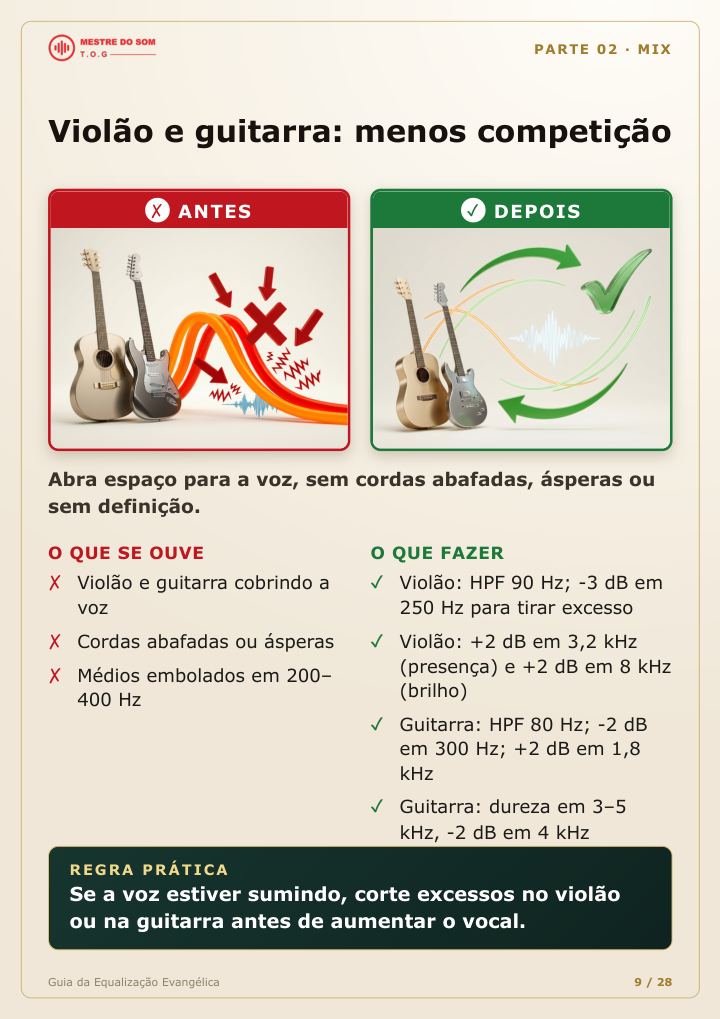 MESTRE DO SOM
T.O.G
PARTE 02 · MIX
Violão e guitarra: menos competição
✗ ANTES
✓ DEPOIS
Abra espaço para a voz, sem cordas abafadas, ásperas ou
sem definição.
O QUE SE OUVE
✗ Violão e guitarra cobrindo a
voz
✗ Cordas abafadas ou ásperas
✗ Médios embolados em 200–
400 Hz
O QUE FAZER
✓ Violão: HPF 90 Hz; -3 dB em
250 Hz para tirar excesso
✓ Violão: +2 dB em 3,2 kHz
(presença) e +2 dB em 8 kHz
(brilho)
✓ Guitarra: HPF 80 Hz; -2 dB
em 300 Hz; +2 dB em 1,8
kHz
✓ Guitarra: dureza em 3–5
kHz, -2 dB em 4 kHz
REGRA PRÁTICA
Se a voz estiver sumindo, corte excessos no violão
ou na guitarra antes de aumentar o vocal.
Guia da Equalização Evangélica
9 / 28